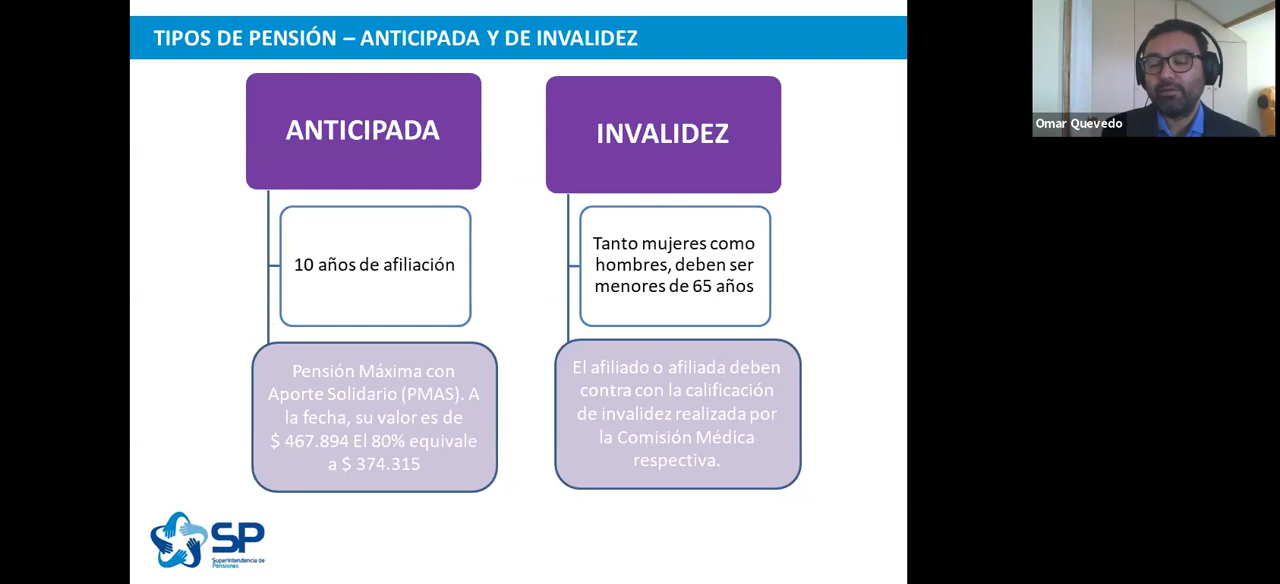 TIPOS DE PENSIÓN – ANTICIPADA Y DE INVALIDEZ
ANTICIPADA
10 años de afiliación
Pensión Máxima con
Aporte Solidario (PMAS). A
la fecha, su valor es de
$ 467.894 El 80% equivale
a $ 374.315
INVALIDEZ
Tanto mujeres como
hombres, deben ser
menores de 65 años
El afiliado o afiliada deben
contra con la calificación
de invalidez realizada por
la Comisión Médica
respectiva.
SP
Superintendencia de
Pensiones
Omar Quevedo